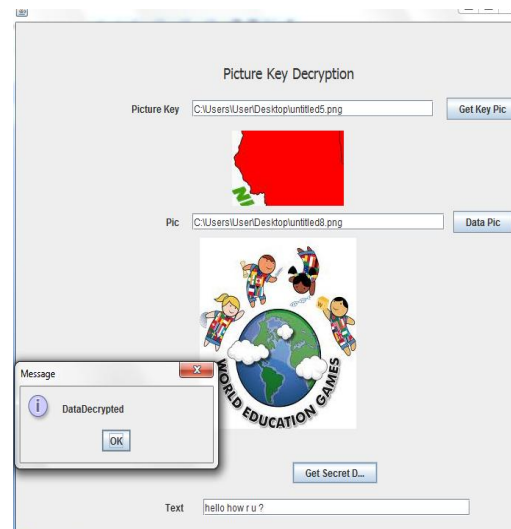 Picture Key Decryption
Picture Key C:\Users\User\Desktop\untitled5.png Get Key Pic
NI
Pic C:\Users\User\Desktop\untitled8.png Data Pic
WORLD EDUCATION GAMES
Message
DataDecrypted
OK
Get Secret D...
Text hello how r u ?